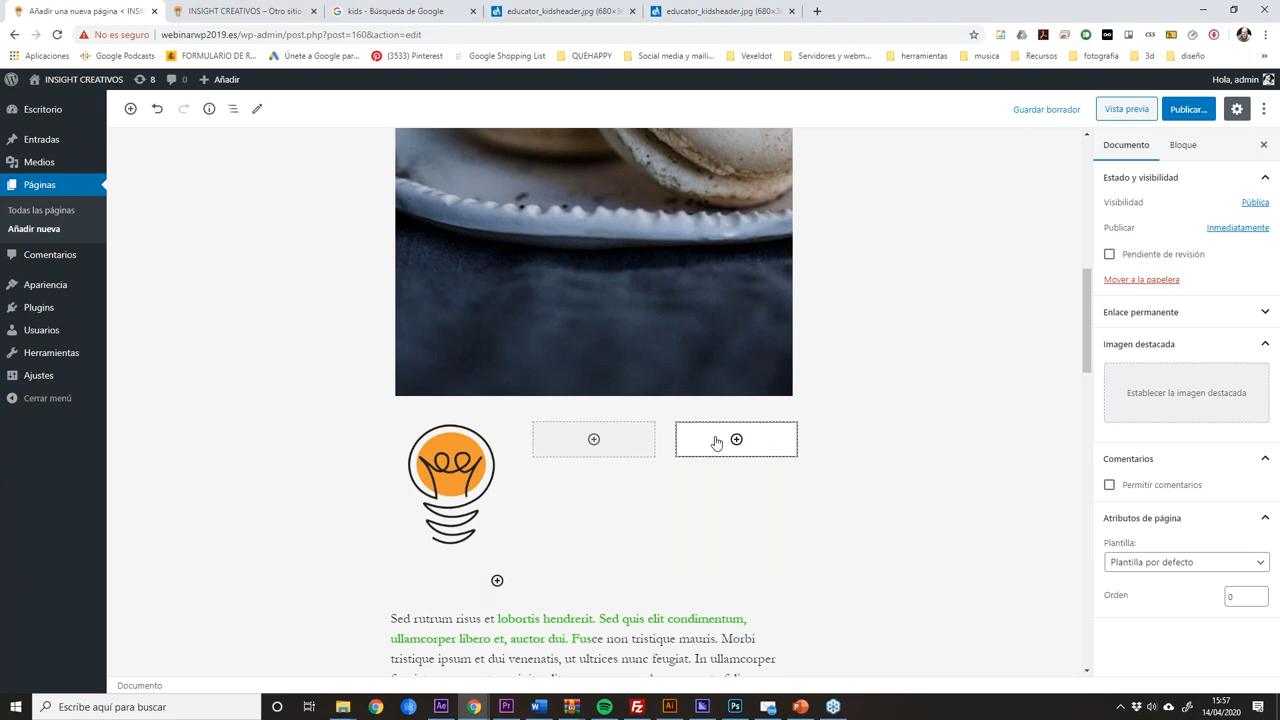 Añadir una nueva página < INSI
INSIGHT CREATIVOS – Otro sitio
kids - Búsqueda de Google
educator_kidsheader.jpg (680×36
educator_kidsheader.jpg (680×36
No es seguro
webinarwp2019.es/wp-admin/post.php?post=160&action=edit
Aplicaciones
Google Podcasts
FORMULARIO DE R...
Únete a Google par...
(3533) Pinterest
Google Shopping List
QUEHAPPY
Social media y maili...
Vexeldot
Servidores y webm...
herramientas
musica
Recursos
fotografia
3d
diseño
INSIGHT CREATIVOS
8
0
Añadir
Hola, admin
Escritorio
Entradas
Medios
Páginas
Todas las páginas
Añadir nueva
Comentarios
Apariencia
Plugins
Usuarios
Herramientas
Ajustes
Cerrar menú
Guardar borrador
Vista previa
Publicar...
Documento
Bloque
Estado y visibilidad
Visibilidad
Pública
Publicar
Inmediatamente
Pendiente de revisión
Mover a la papelera
Enlace permanente
Imagen destacada
Establecer la imagen destacada
Comentarios
Permitir comentarios
Atributos de página
Plantilla:
Plantilla por defecto
Orden
0
Sed rutrum risus et lobortis hendrerit. Sed quis elit condimentum,
ullamcorper libero et, auctor dui. Fusce non tristique mauris. Morbi
tristique ipsum et dui venenatis, ut ultrices nunc feugiat. In ullamcorper
Documento
Escribe aquí para buscar
15:57
14/04/2020